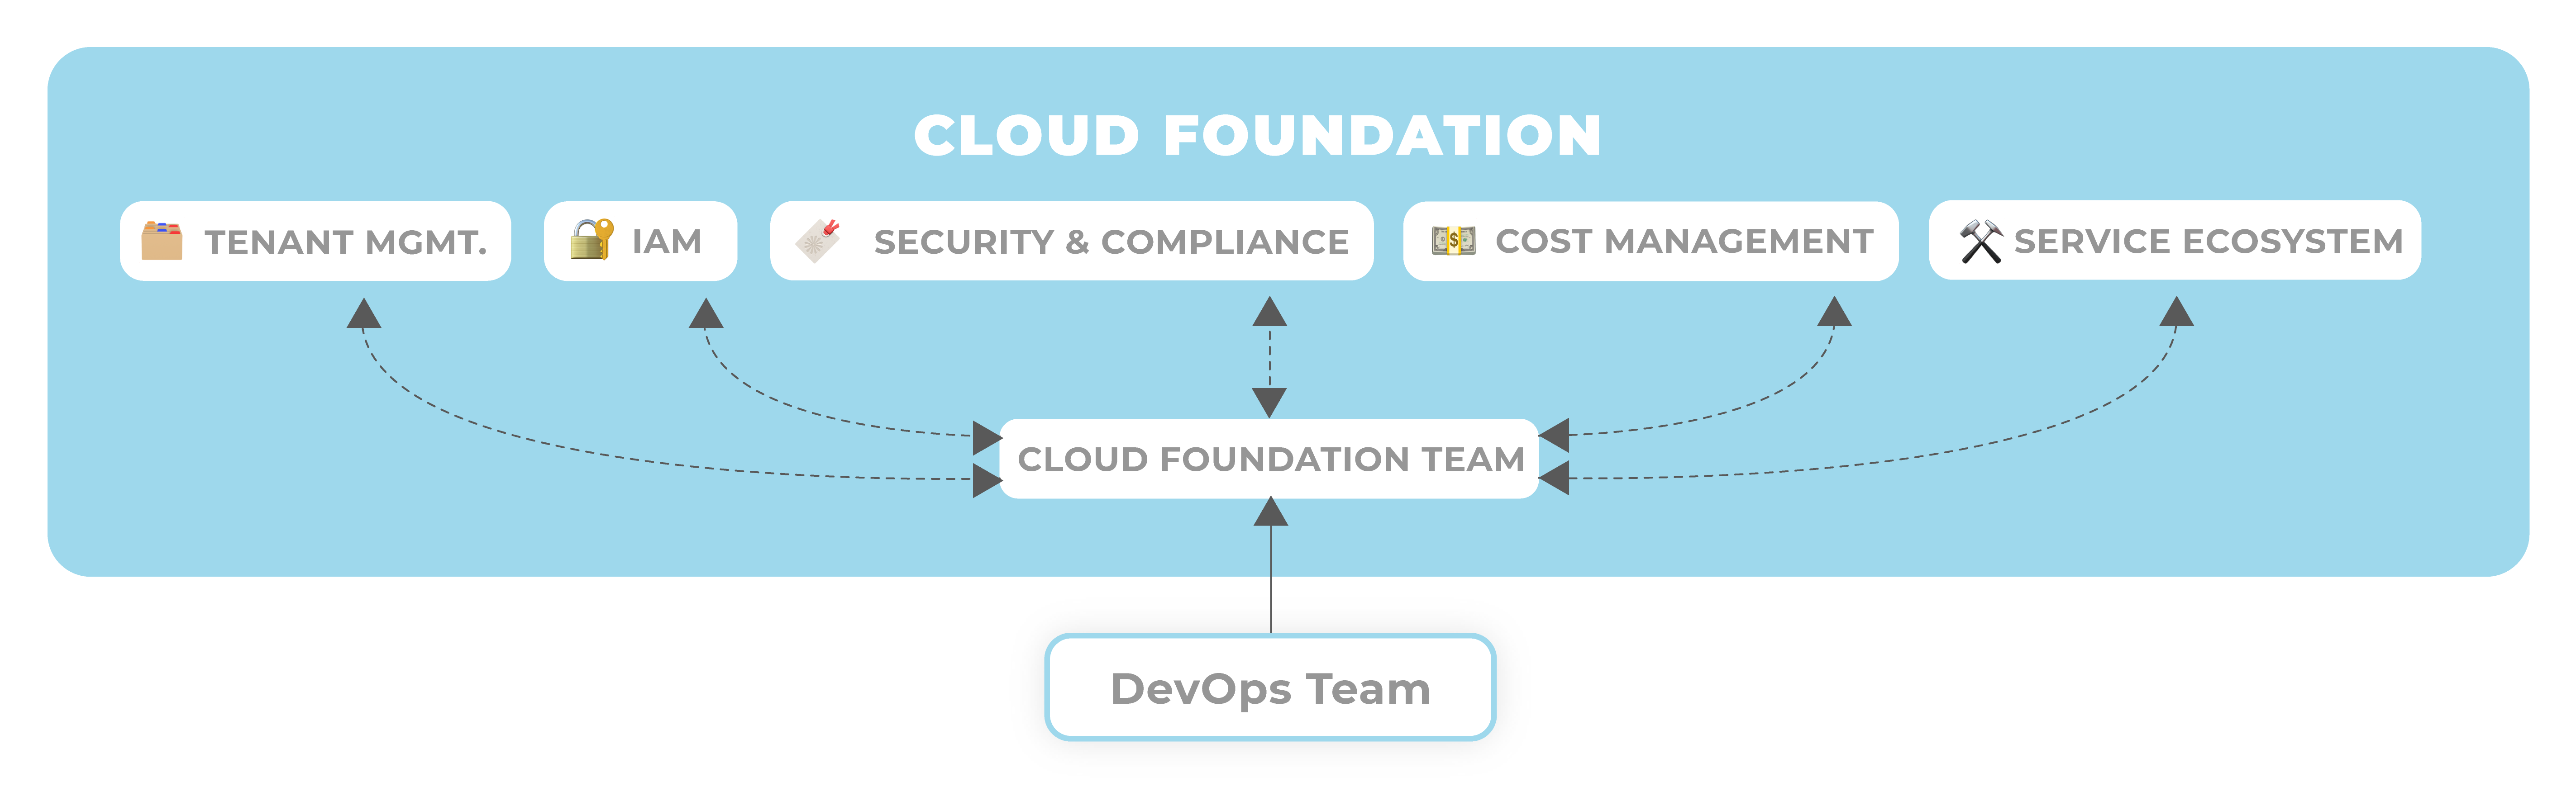 CLOUD FOUNDATION
TENANT MGMT.
IAM
SECURITY & COMPLIANCE
COST MANAGEMENT
SERVICE ECOSYSTEM
CLOUD FOUNDATION TEAM
DevOps Team